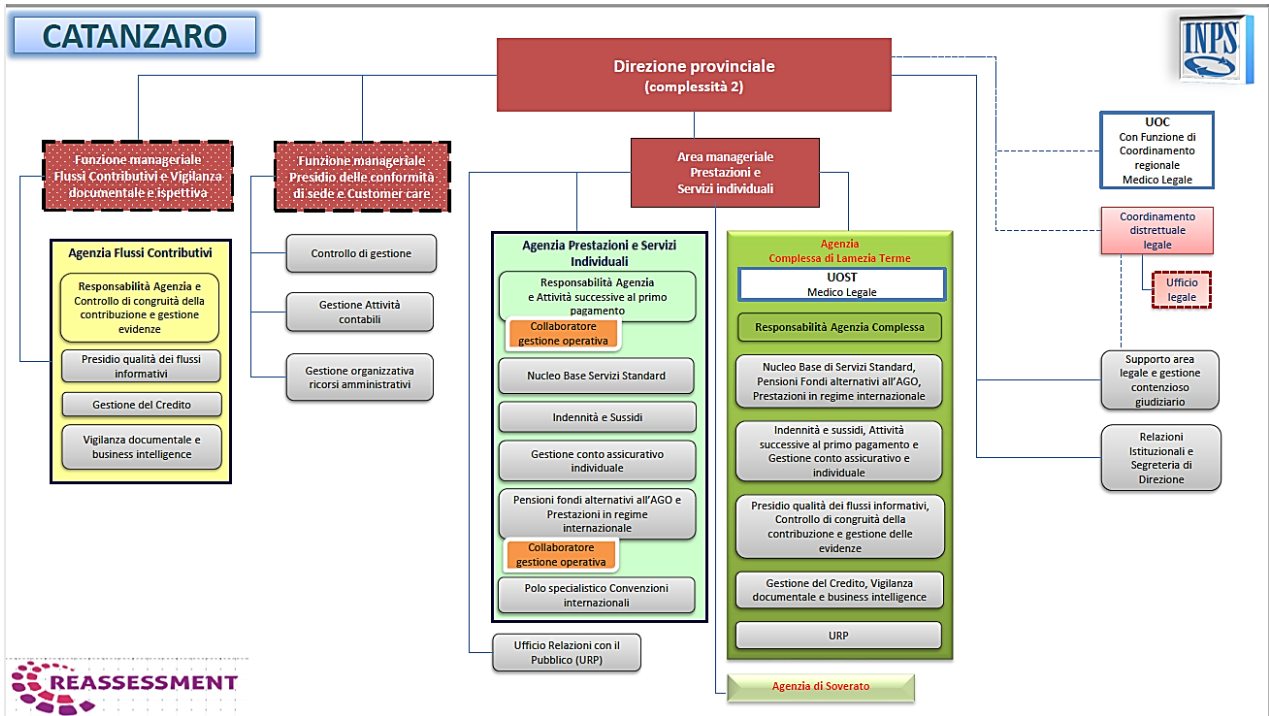 CATANZARO
INPS
Direzione provinciale
(complessità 2)
Funzione manageriale
Flussi Contributivi e Vigilanza
documentale e ispettiva
Funzione manageriale
Presidio delle conformità
di sede e Customer care
Area manageriale
Prestazioni e
Servizi individuali
UOC
Con Funzione di
Coordinamento
regionale
Medico Legale
Coordinamento
distrettuale
legale
Ufficio
legale
Supporto area
legale e gestione
contenzioso
giudiziario
Relazioni
Istituzionali e
Segreteria di
Direzione
Agenzia Flussi Contributivi
Responsabilità Agenzia e
Controllo di congruità della
contribuzione e gestione
evidenze
Presidio qualità dei flussi
informativi
Gestione del Credito
Vigilanza documentale e
business intelligence
Controllo di gestione
Gestione Attività
contabili
Gestione organizzativa
ricorsi amministrativi
Agenzia Prestazioni e Servizi
Individuali
Responsabilità Agenzia
e Attività successive al primo
pagamento
Collaboratore
gestione operativa
Nucleo Base Servizi Standard
Indennità e Sussidi
Gestione conto assicurativo
individuale
Pensioni fondi alternativi all'AGO e
Prestazioni in regime
internazionale
Collaboratore
gestione operativa
Polo specialistico Convenzioni
internazionali
Ufficio Relazioni con il
Pubblico (URP)
Agenzia
Complessa di Lamezia Terme
UOST
Medico Legale
Responsabilità Agenzia Complessa
Nucleo Base di Servizi Standard,
Pensioni Fondi alternativi all'AGO,
Prestazioni in regime internazionale
Indennità e sussidi, Attività
successive al primo pagamento e
Gestione conto assicurativo e
individuale
Presidio qualità dei flussi informativi,
Controllo di congruità della
contribuzione e gestione delle
evidenze
Gestione del Credito, Vigilanza
documentale e business intelligence
URP
Agenzia di Soverato
REASSESSMENT